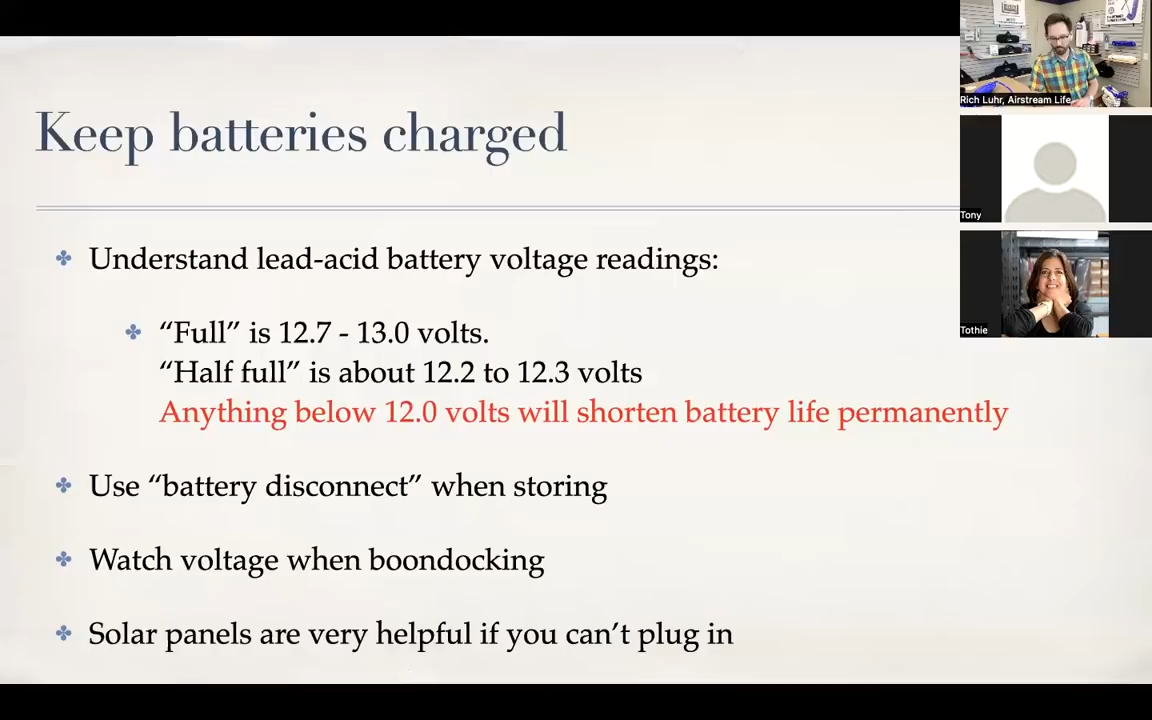 Keep batteries charged
Understand lead-acid battery voltage readings:
“Full” is 12.7 - 13.0 volts.
“Half full” is about 12.2 to 12.3 volts
Anything below 12.0 volts will shorten battery life permanently
Use “battery disconnect” when storing
Watch voltage when boondocking
Solar panels are very helpful if you can’t plug in
Rich Luhr, Airstream Life
Tony
Tothie